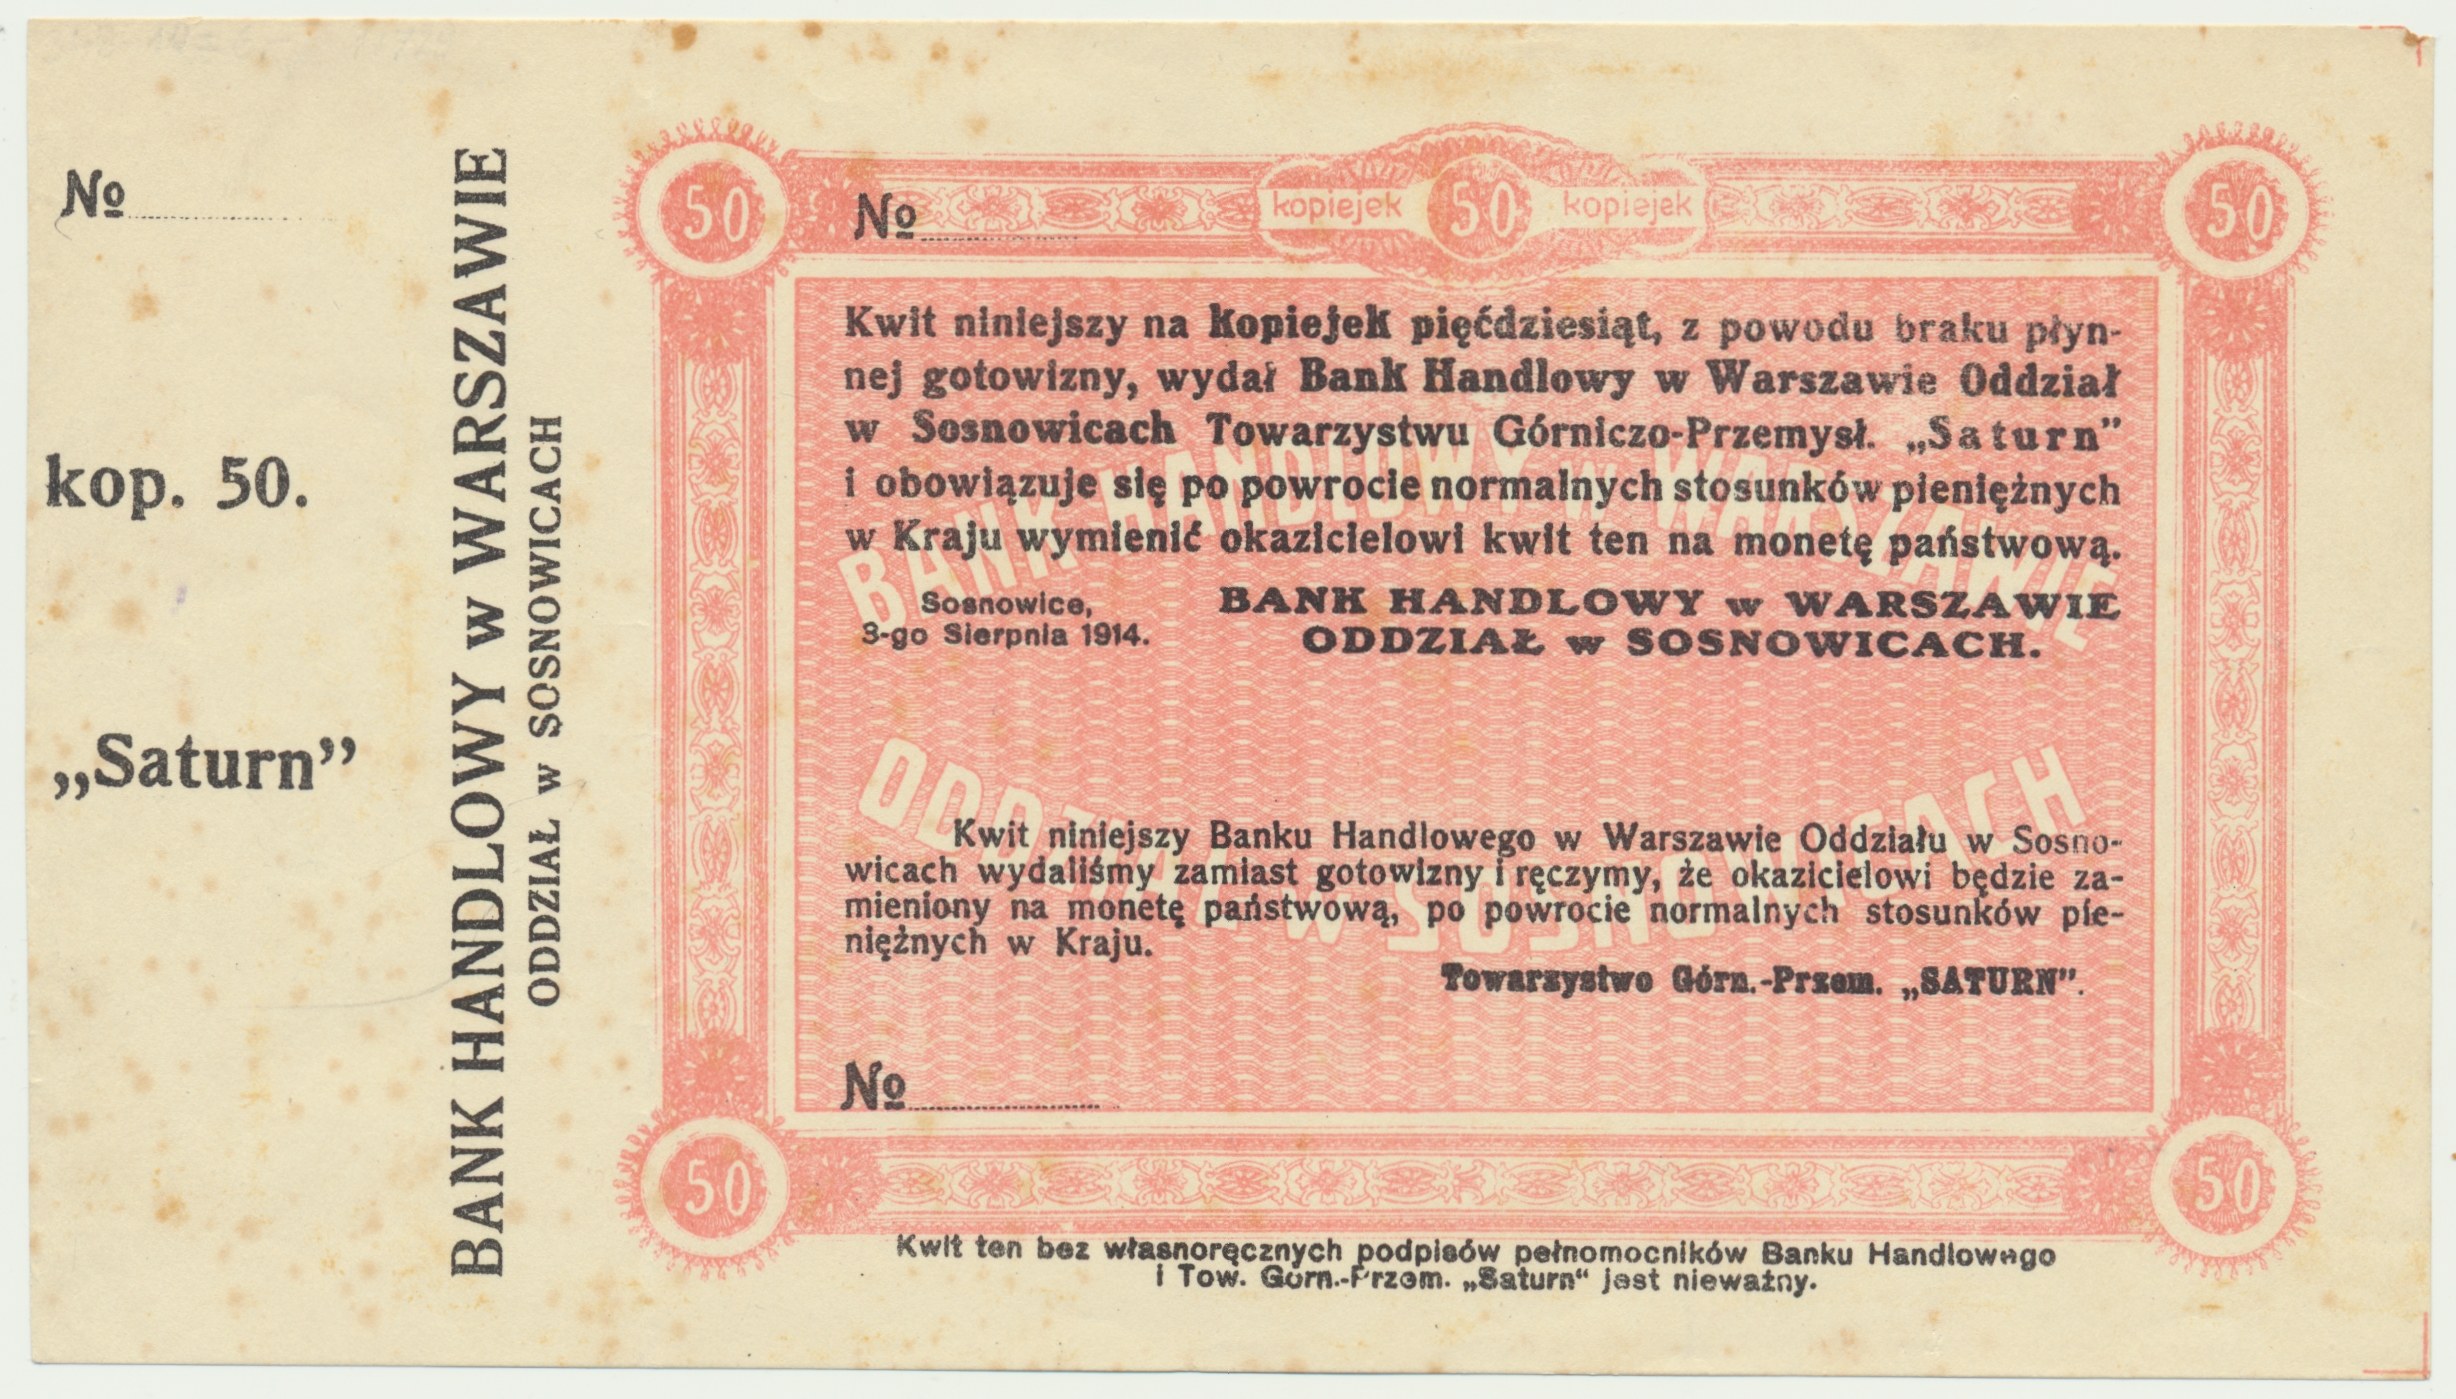 №
kop. 50.
„Saturn”
BANK HANDLOWY w WARSZAWIE
ODDZIAŁ w SOSNOWICACH
50
kopiejek 50 kopiejek
50
№
Kwit niniejszy na kopiejek pięćdziesiąt, z powodu braku płyn-
nej gotowizny, wydał Bank Handlowy w Warszawie Oddział
w Sosnowicach Towarzystwu Górniczo-Przemysł. „Saturn”
i obowiązuje się po powrocie normalnych stosunków pieniężnych
w Kraju wymienić okazicielowi kwit ten na monetę państwową.
BANK HANDLOWY w WARSZAWIE
Sosnowice,
3-go Sierpnia 1914.
BANK HANDLOWY w WARSZAWIE
ODDZIAŁ w SOSNOWICACH.
ODDZIAŁ w SOSNOWICACH
Kwit niniejszy Banku Handlowego w Warszawie Oddziału w Sosno-
wicach wydaliśmy zamiast gotowizny i ręczymy, że okazicielowi będzie za-
mieniony na monetę państwową, po powrocie normalnych stosunków pie-
niężnych w Kraju.
Towarzystwo Górn.-Przem. „SATURN”.
№
50
50
Kwit ten bez własnoręcznych podpisów pełnomocników Banku Handlowego
i Tow. Górn.-Przem. „Saturn“ jest nieważny.